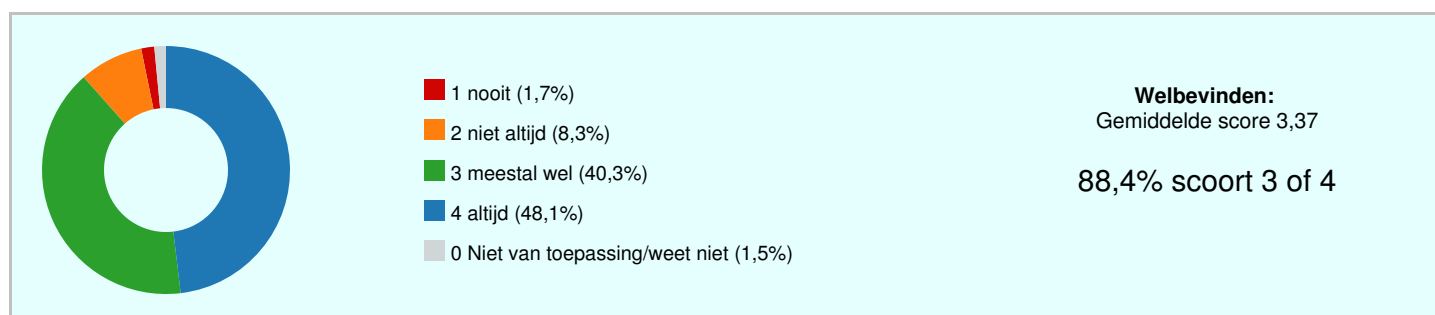 1 nooit (1,7%)
2 niet altijd (8,3%)
3 meestal wel (40,3%)
4 altijd (48,1%)
0 Niet van toepassing/weet niet (1,5%)
Welbevinden:
Gemiddelde score 3,37
88,4% scoort 3 of 4